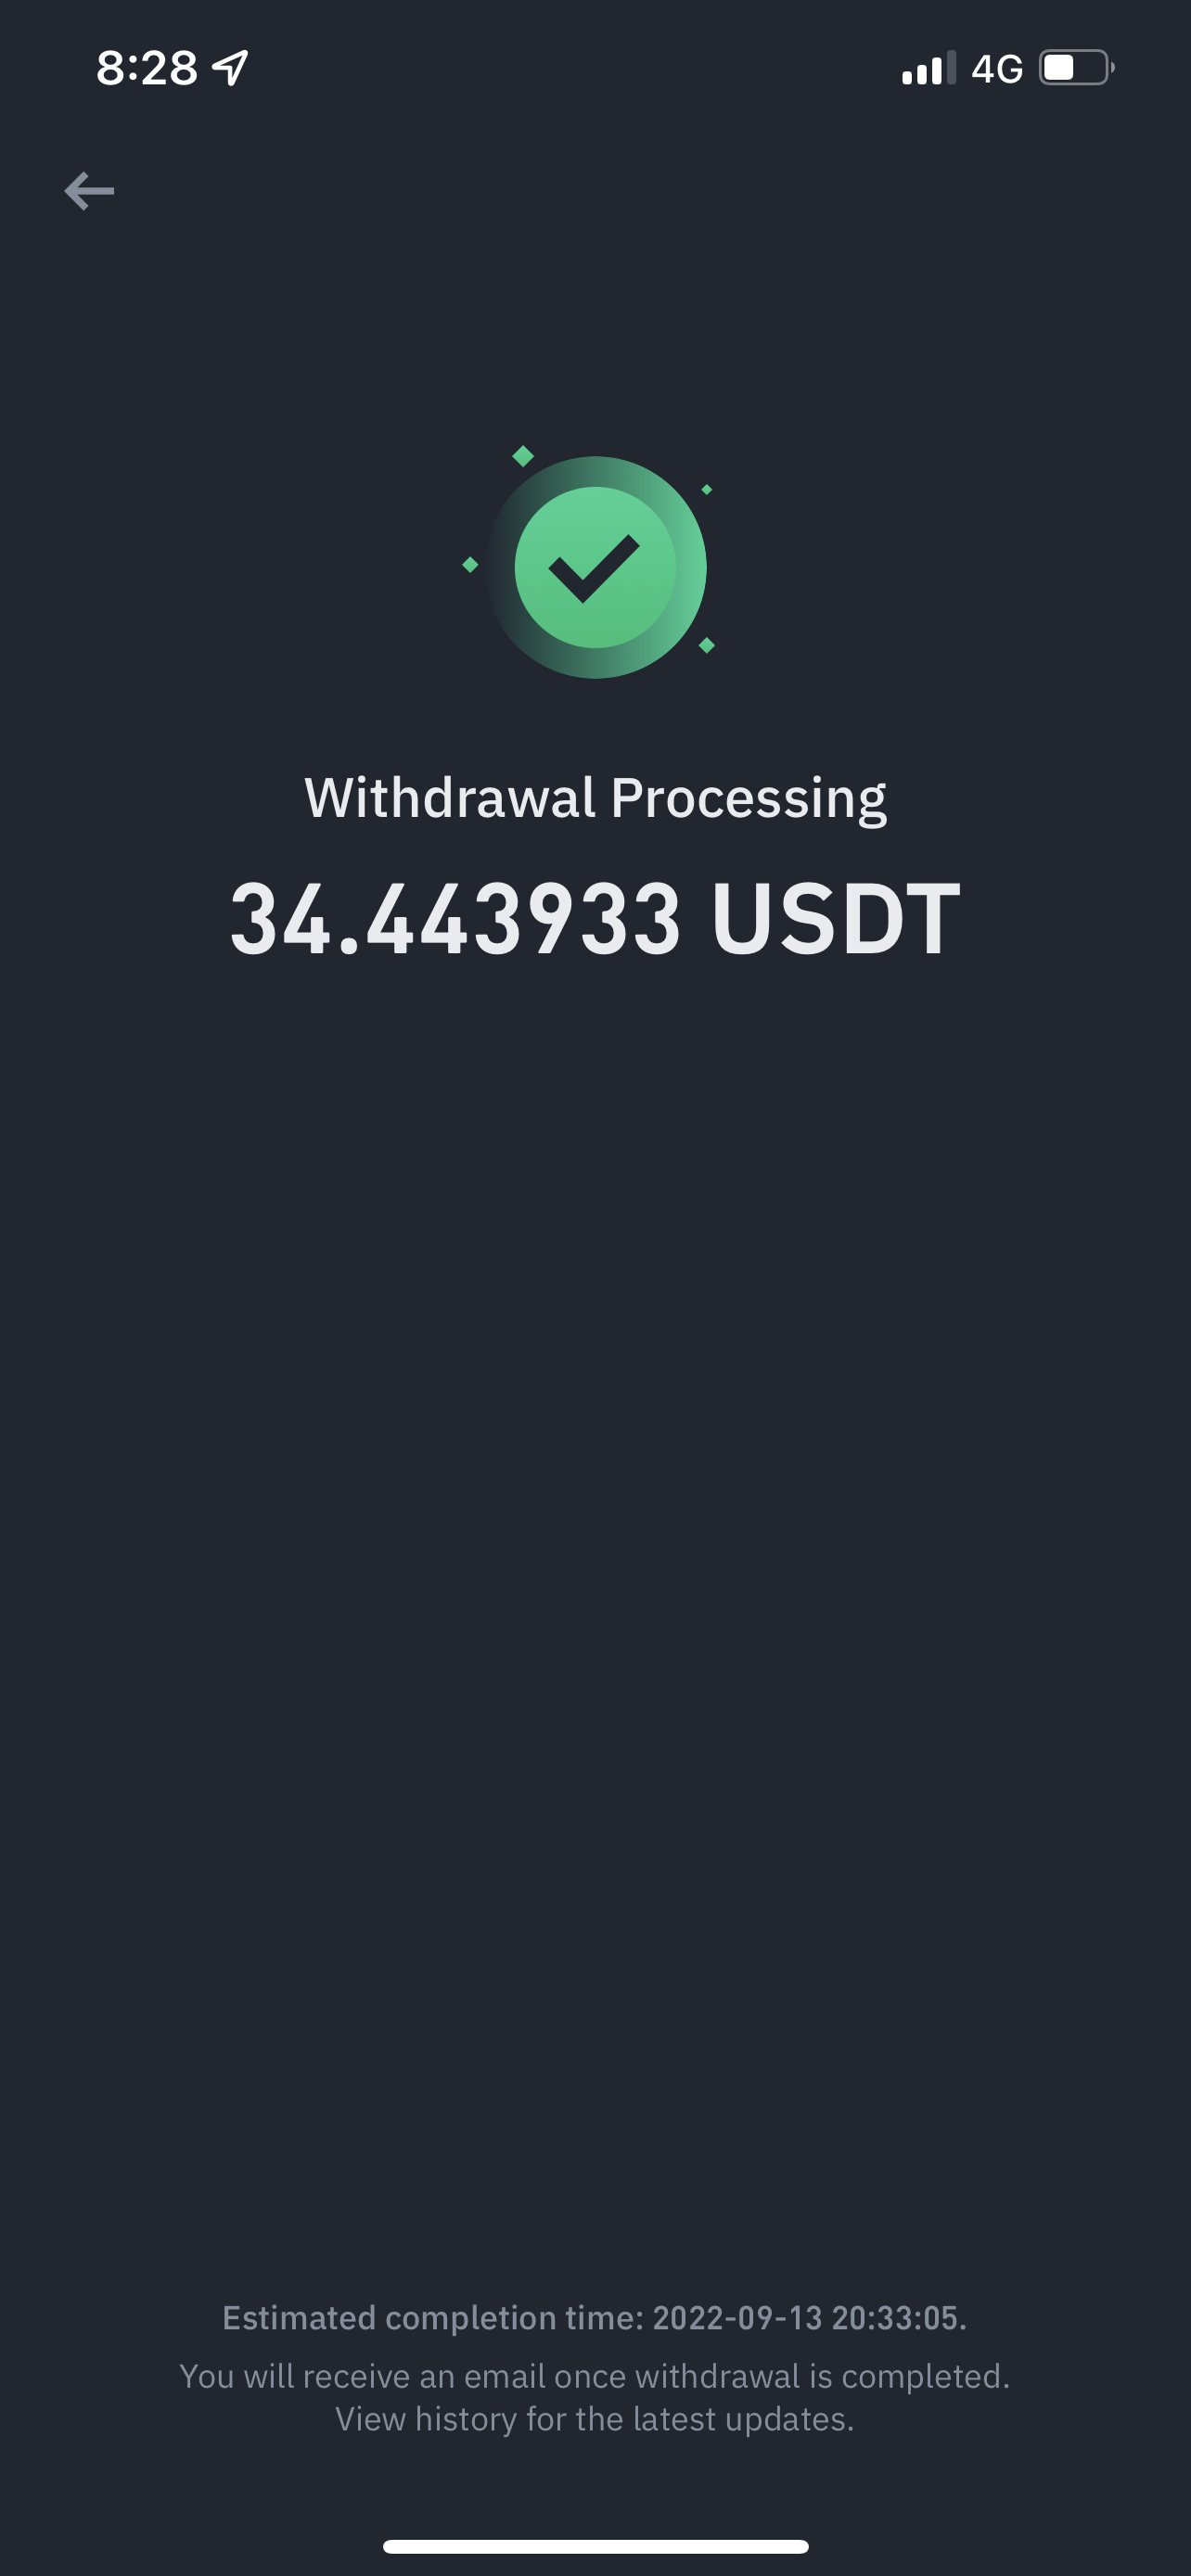 8:28 4G
Withdrawal Processing
34.443933 USDT
Estimated completion time: 2022-09-13 20:33:05.
You will receive an email once withdrawal is completed.
View history for the latest updates.